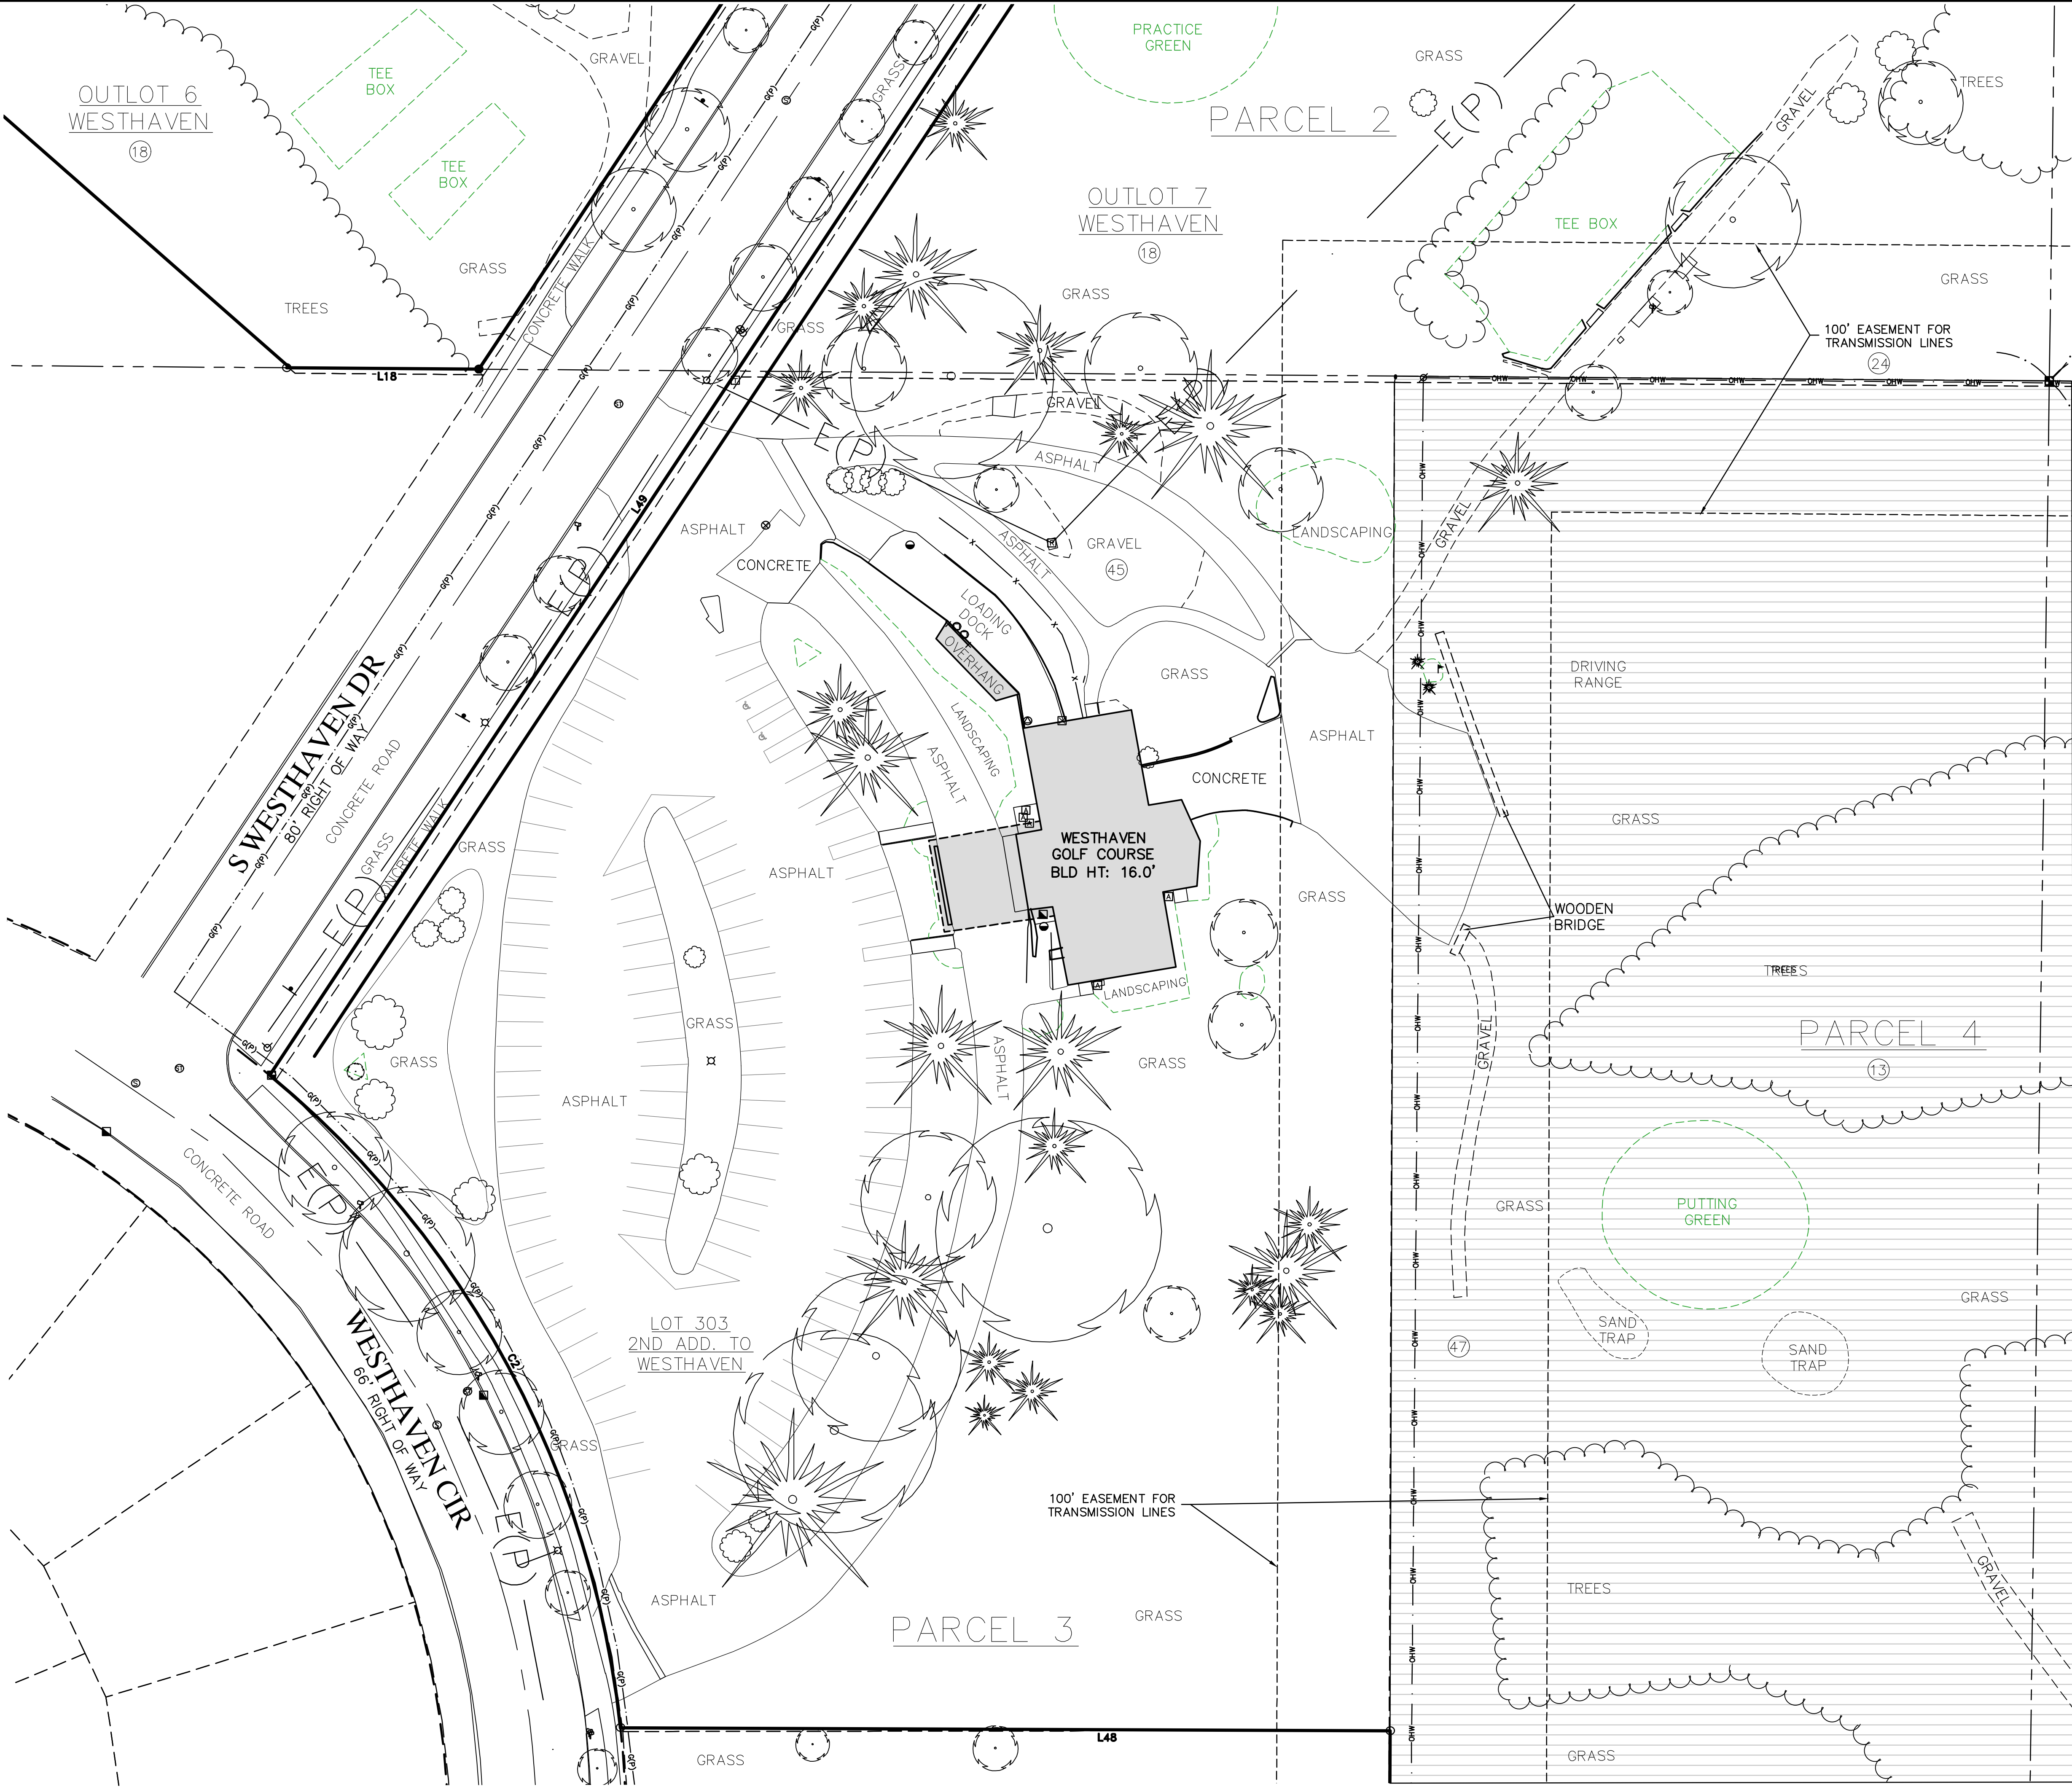 PRACTICE
GREEN
GRASS
GRAVEL
TEE
BOX
OUTLOT 6
WESTHAVEN
18
TEE
BOX
TREES
GRAVEL
GRASS
PARCEL 2
E(P)
OUTLOT 7
WESTHAVEN
18
TEE BOX
GRASS
TREES
CONCRETE WALK
GRASS
GRASS
GRASS
100' EASEMENT FOR
TRANSMISSION LINES
24
L18
GRAVEL
E(P)
ASPHALT
L49
ASPHALT
CONCRETE
ASPHALT
GRAVEL
45
LANDSCAPING
GRAVEL
E(P)
LOADING
DOCK
OVERHANG
GRASS
DRIVING
RANGE
S WESTHAVEN DR
80' RIGHT OF WAY
CONCRETE ROAD
LANDSCAPING
ASPHALT
ASPHALT
CONCRETE
GRASS
CONCRETE WALK
GRASS
E(P)
ASPHALT
WESTHAVEN
GOLF COURSE
BLD HT: 16.0'
GRASS
GRASS
WOODEN
BRIDGE
TREES
LANDSCAPING
GRASS
GRASS
ASPHALT
GRASS
GRAVEL
PARCEL 4
13
ASPHALT
CONCRETE ROAD
E(P)
GRASS
PUTTING
GREEN
GRASS
SAND
TRAP
SAND
TRAP
47
LOT 303
2ND ADD. TO
WESTHAVEN
WESTHAVEN CIR
66' RIGHT OF WAY
C2
GRASS
E(P)
100' EASEMENT FOR
TRANSMISSION LINES
TREES
GRAVEL
ASPHALT
PARCEL 3
GRASS
L48
GRASS
GRASS